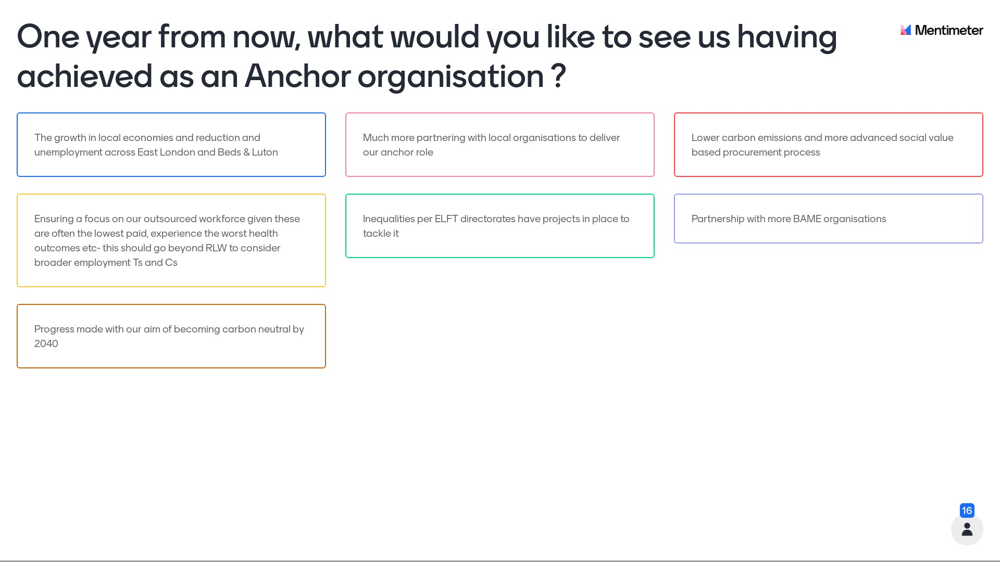 One year from now, what would you like to see us having
achieved as an Anchor organisation ?
Mentimeter
The growth in local economies and reduction and
unemployment across East London and Beds & Luton
Much more partnering with local organisations to deliver
our anchor role
Lower carbon emissions and more advanced social value
based procurement process
Ensuring a focus on our outsourced workforce given these
are often the lowest paid, experience the worst health
outcomes etc- this should go beyond RLW to consider
broader employment Ts and Cs
Inequalities per ELFT directorates have projects in place to
tackle it
Partnership with more BAME organisations
Progress made with our aim of becoming carbon neutral by
2040
16